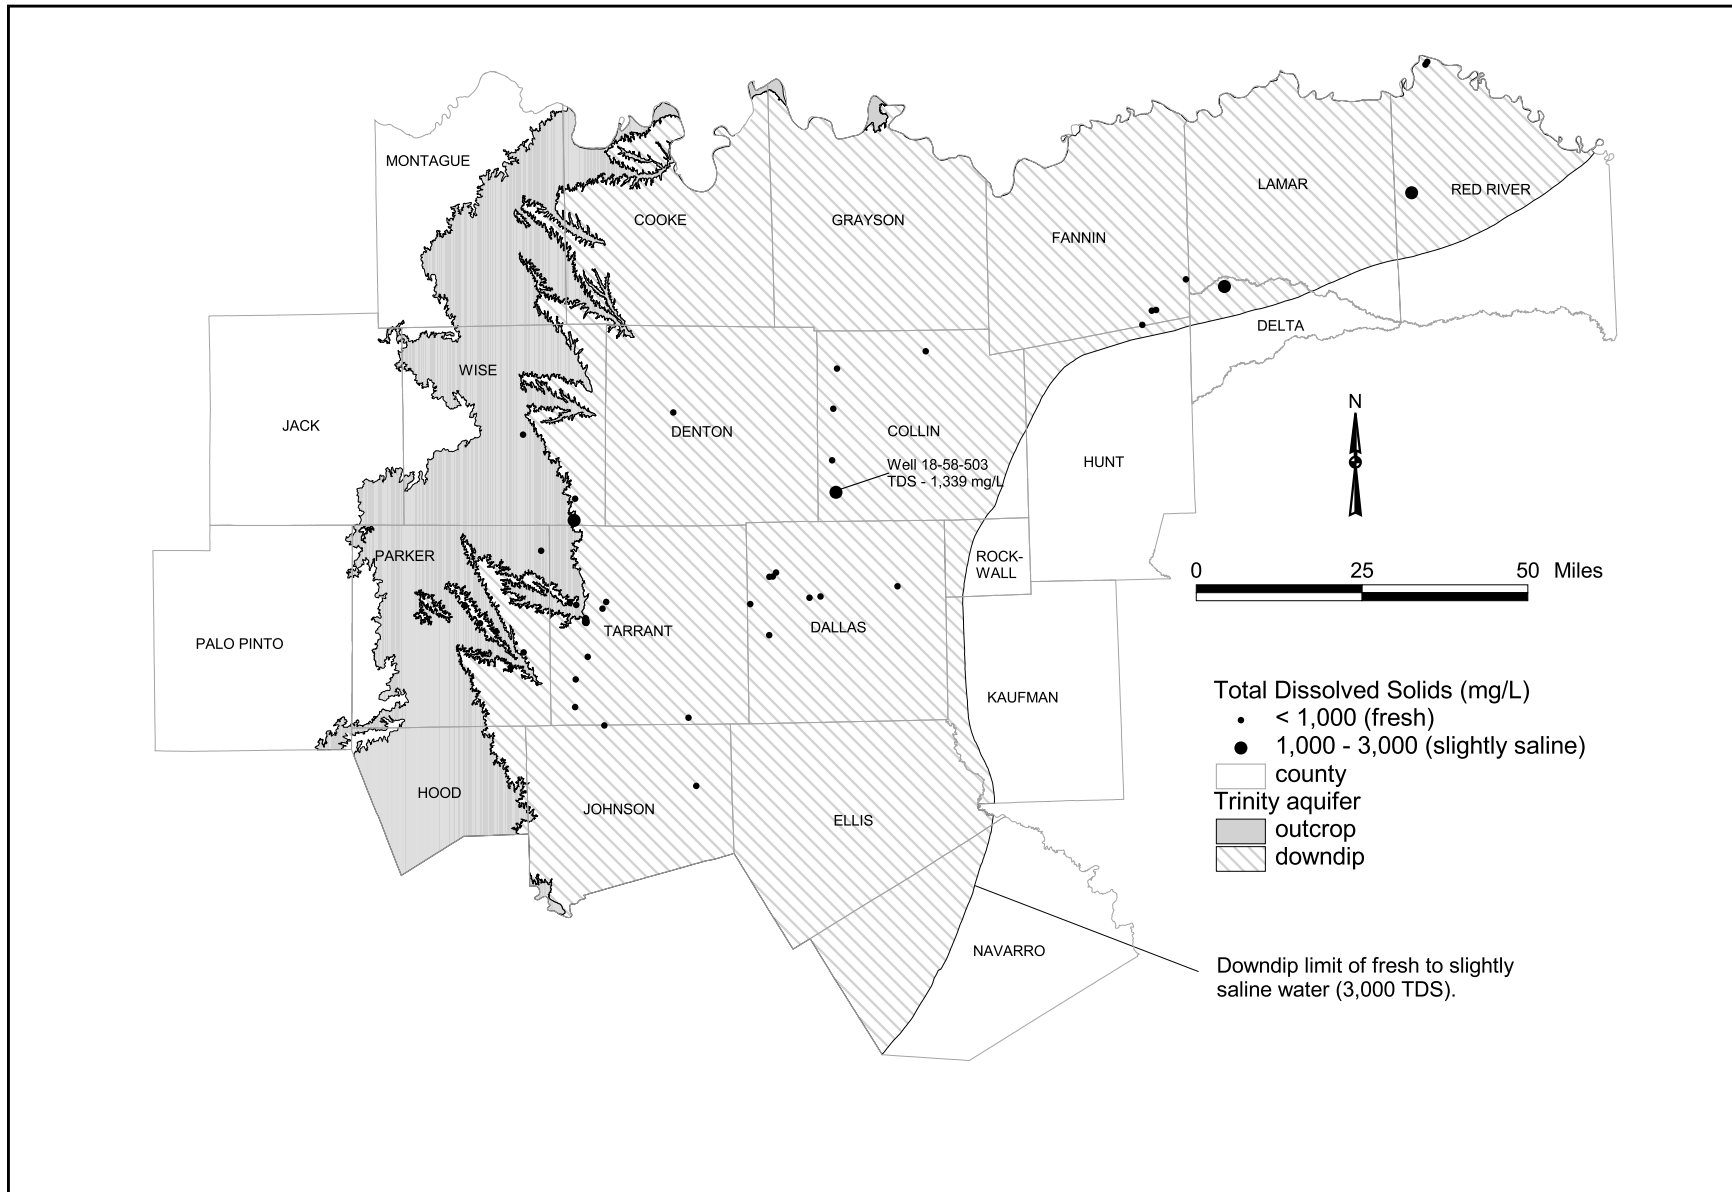 MONTAGUE
COOKE
GRAYSON
FANNIN
LAMAR
RED RIVER
DELTA
JACK
WISE
DENTON
COLLIN
HUNT
Well 18-58-503
TDS - 1,339 mg/L
PARKER
PALO PINTO
TARRANT
DALLAS
ROCK-
WALL
KAUFMAN
HOOD
JOHNSON
ELLIS
NAVARRO
N
0 25 50 Miles
Total Dissolved Solids (mg/L)
< 1,000 (fresh)
1,000 - 3,000 (slightly saline)
county
Trinity aquifer
outcrop
downdip
Downdip limit of fresh to slightly
saline water (3,000 TDS).